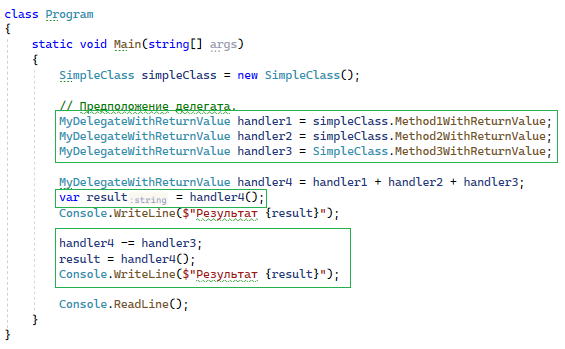 class Program
{
    static void Main(string[] args)
    {
        SimpleClass simpleClass = new SimpleClass();

        // Предположение делегата.
        MyDelegateWithReturnValue handler1 = simpleClass.Method1WithReturnValue;
        MyDelegateWithReturnValue handler2 = simpleClass.Method2WithReturnValue;
        MyDelegateWithReturnValue handler3 = SimpleClass.Method3WithReturnValue;

        MyDelegateWithReturnValue handler4 = handler1 + handler2 + handler3;
        var result:string = handler4();
        Console.WriteLine($"Результат {result}");

        handler4 -= handler3;
        result = handler4();
        Console.WriteLine($"Результат {result}");

        Console.ReadLine();
    }
}